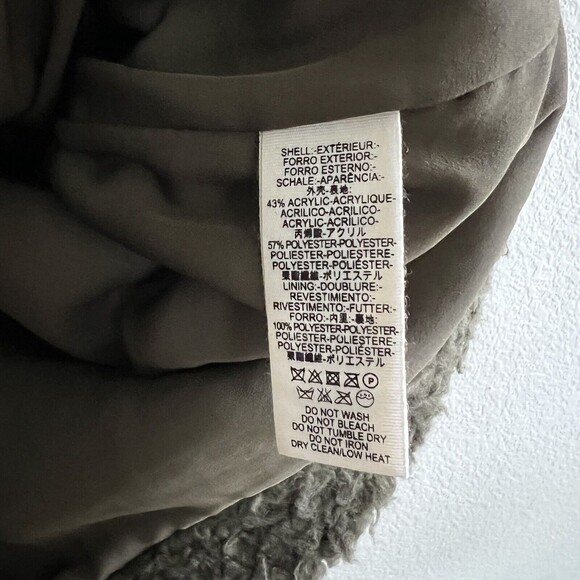 SHELL:-EXTÉRIEUR:-
FORRO EXTERIOR:-
FORRO ESTERNO:-
SCHALE:-APARÊNCIA:-
外壳-表地:
43% ACRYLIC-ACRYLIQUE-
ACRÍLICO-ACRILICO-
ACRYLIC-ACRÍLICO-
丙烯酸-アクリル
57% POLYESTER-POLYESTER-
POLIESTER-POLIESTERE-
POLYESTER-POLIÉSTER-
聚酯纖維-ポリエステル
LINING:-DOUBLURE:-
REVESTIMIENTO:-
RIVESTIMENTO:-FUTTER:-
FORRO:-内里:-裏地:
100% POLYESTER-POLYESTER-
POLIESTER-POLIESTERE-
POLYESTER-POLIÉSTER-
聚酯纖維-ポリエステル
P
DO NOT WASH
DO NOT BLEACH
DO NOT TUMBLE DRY
DO NOT IRON
DRY CLEAN/LOW HEAT